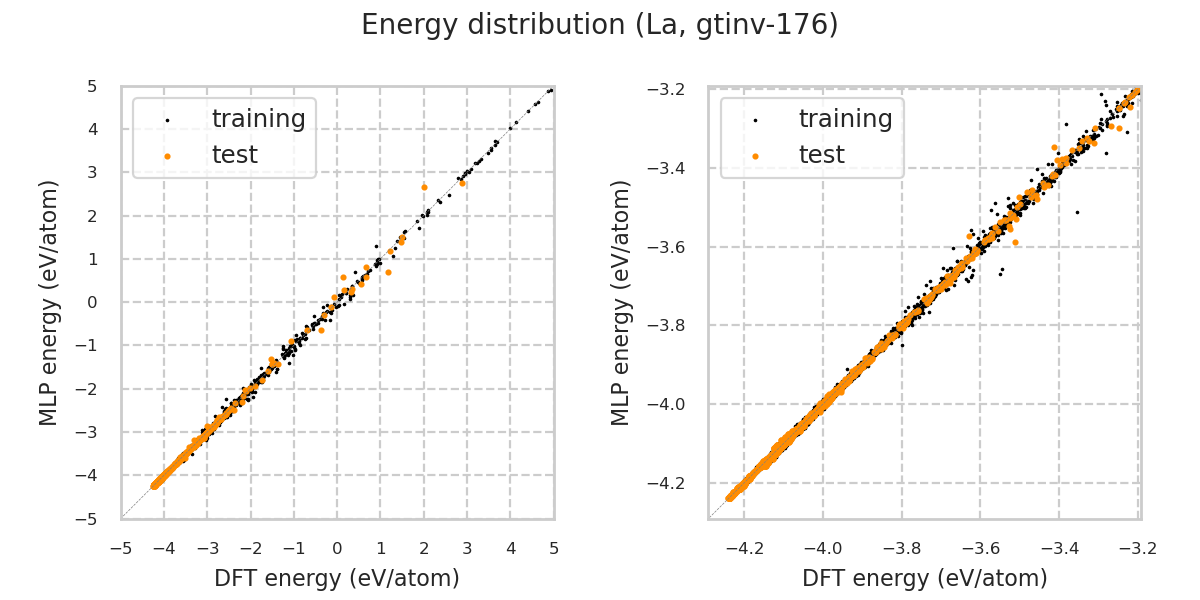 Energy distribution (La, gtinv-176)
training
test
5
4
3
2
1
0
−1
−2
−3
−4
−5
−5 −4 −3 −2 −1 0 1 2 3 4 5
MLP energy (eV/atom)
DFT energy (eV/atom)
training
test
−3.2
−3.4
−3.6
−3.8
−4.0
−4.2
−4.2 −4.0 −3.8 −3.6 −3.4 −3.2
MLP energy (eV/atom)
DFT energy (eV/atom)